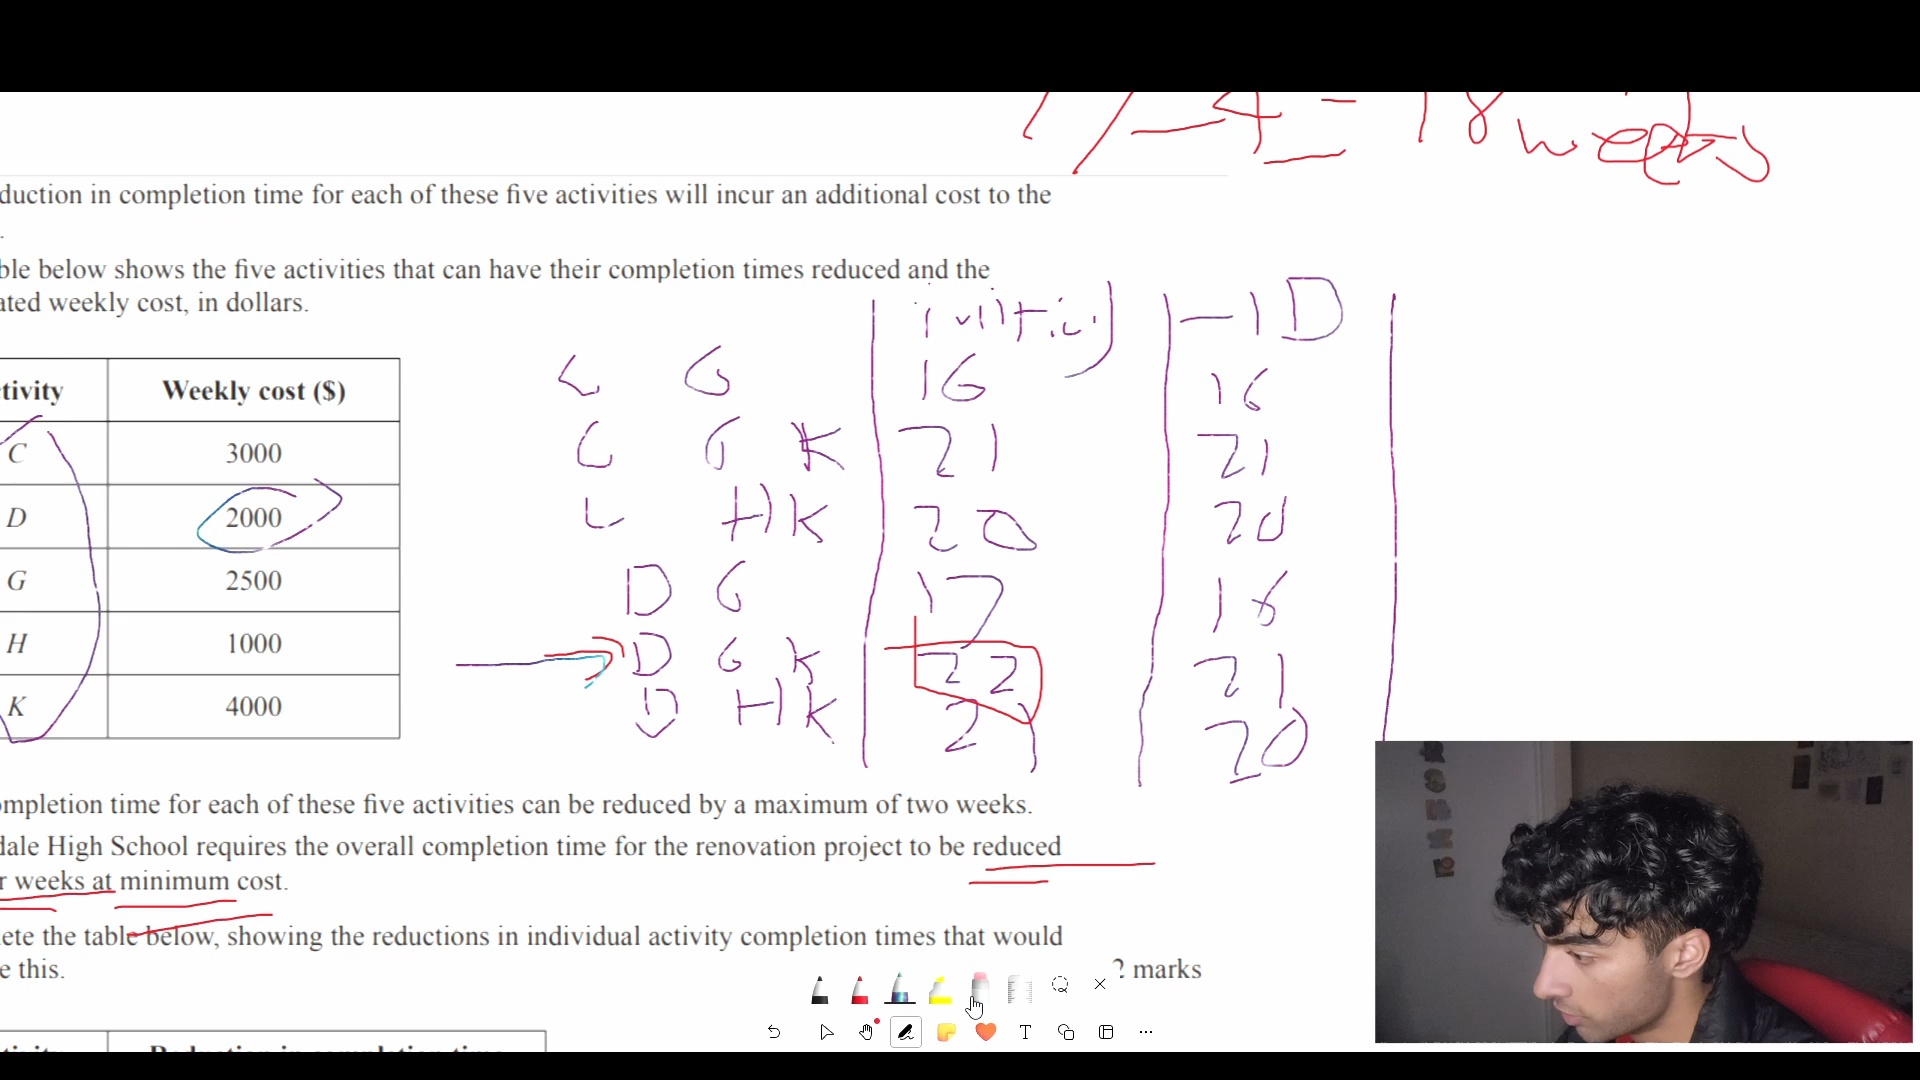 - 4 = 18 weeks
duction in completion time for each of these five activities will incur an additional cost to the
.
ble below shows the five activities that can have their completion times reduced and the
ated weekly cost, in dollars.
initial -1D
ctivity Weekly cost ($)
C 3000
D 2000
G 2500
H 1000
K 4000
C G 16 16
C G K 21 21
C H K 20 20
D G 17 16
D G K 22 21
D H K 21 20
ompletion time for each of these five activities can be reduced by a maximum of two weeks.
dale High School requires the overall completion time for the renovation project to be reduced
r weeks at minimum cost.
ete the table below, showing the reductions in individual activity completion times that would
e this.
2 marks
T